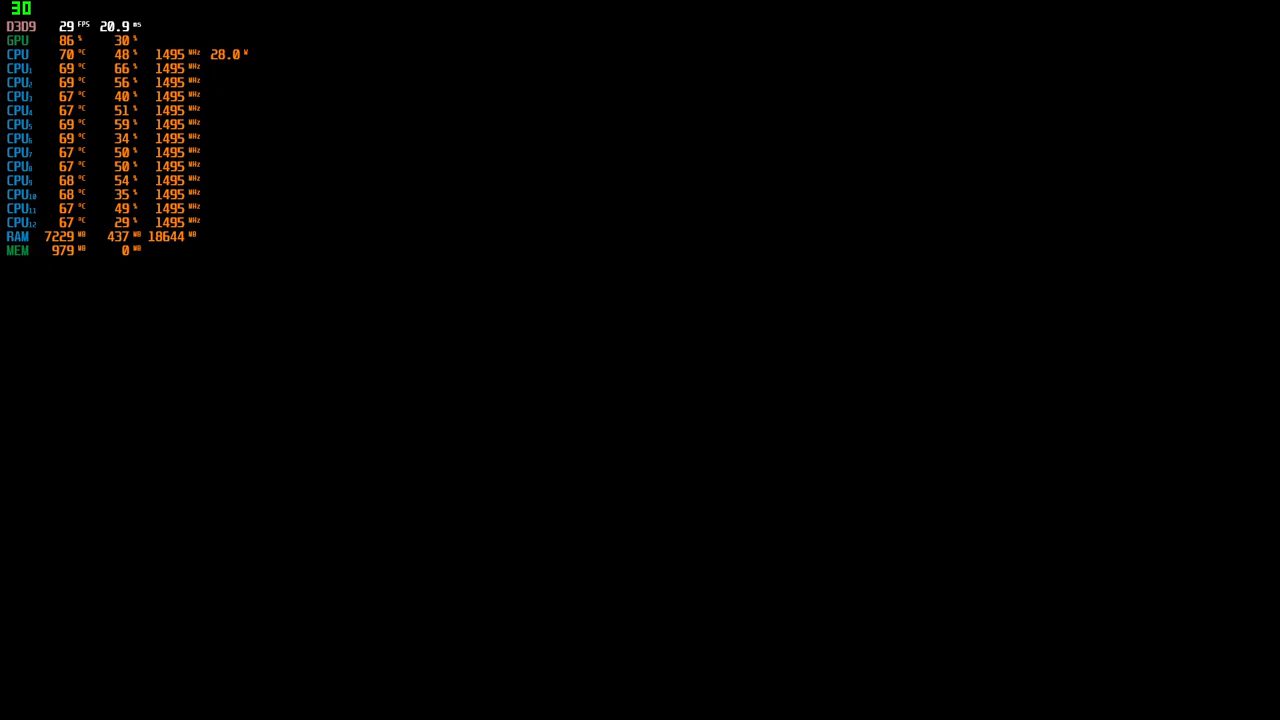 30
D3D9 29 FPS 20.9 ms
GPU 86 % 30 %
CPU 70 °C 48 % 1495 MHz 28.0 W
CPU1 69 °C 66 % 1495 MHz
CPU2 69 °C 56 % 1495 MHz
CPU3 67 °C 40 % 1495 MHz
CPU4 67 °C 51 % 1495 MHz
CPU5 69 °C 59 % 1495 MHz
CPU6 69 °C 34 % 1495 MHz
CPU7 67 °C 50 % 1495 MHz
CPU8 67 °C 50 % 1495 MHz
CPU9 68 °C 54 % 1495 MHz
CPU10 68 °C 35 % 1495 MHz
CPU11 67 °C 49 % 1495 MHz
CPU12 67 °C 29 % 1495 MHz
RAM 7229 MB 437 MB 18644 MB
MEM 979 MB 0 MB